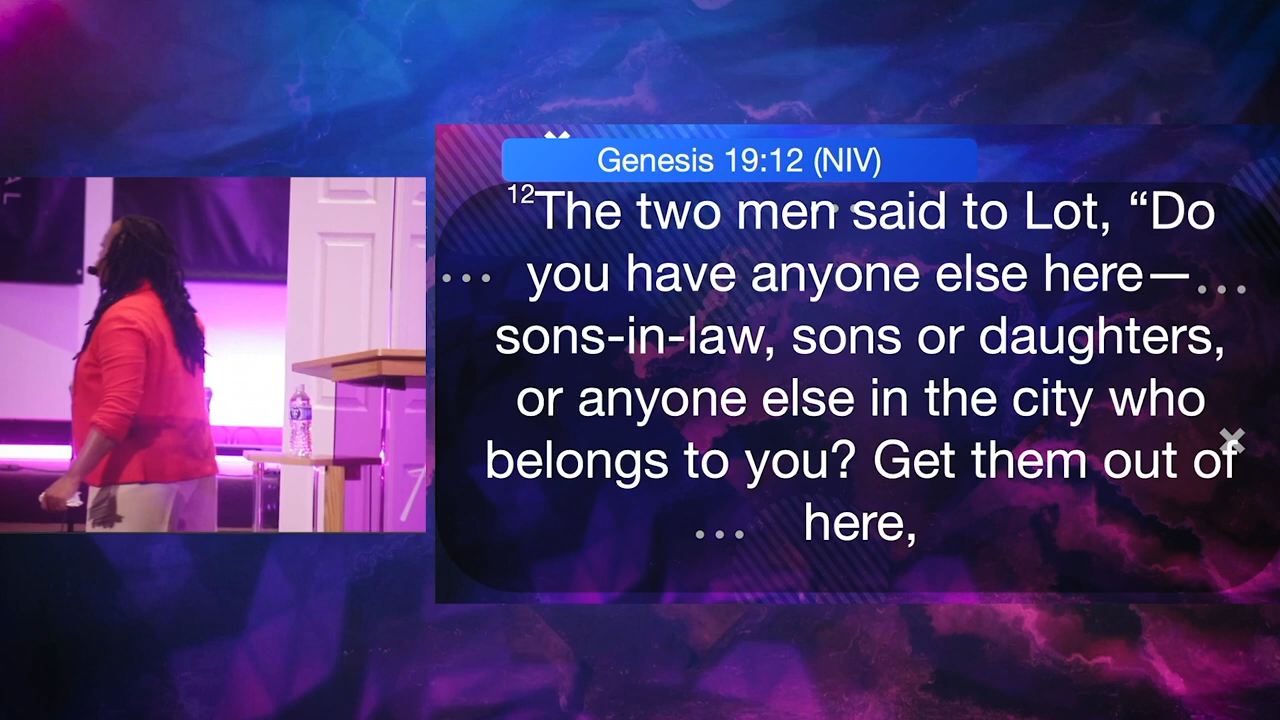 Genesis 19:12 (NIV)
12The two men said to Lot, “Do
you have anyone else here—
sons-in-law, sons or daughters,
or anyone else in the city who
belongs to you? Get them out of
here,